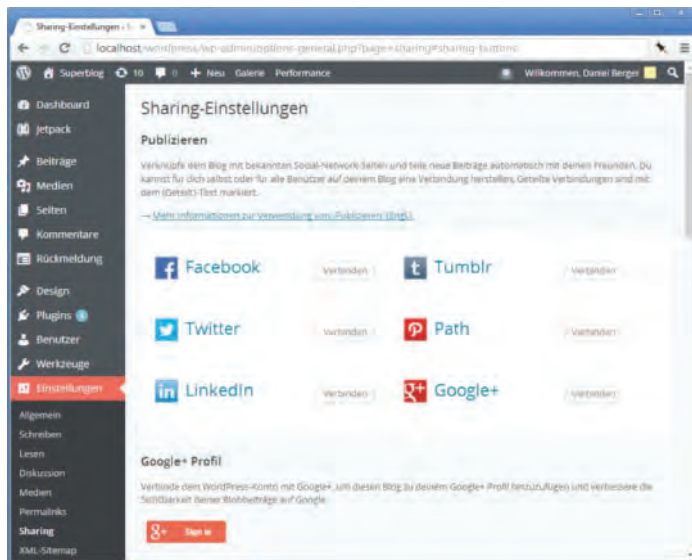 Sharing-Einstellungen ‹ S
localhost/wordpress/wp-admin/options-general.php?page=sharing#sharing-buttons
Superblog 10 0 + Neu Galerie Performance Willkommen, Daniel Berger
Dashboard
Jetpack
Beiträge
Medien
Seiten
Kommentare
Rückmeldung
Design
Plugins
Benutzer
Werkzeuge
Einstellungen
Allgemein
Schreiben
Lesen
Diskussion
Medien
Permalinks
Sharing
XML-Sitemap
Sharing-Einstellungen
Publizieren
Verknüpfe dein Blog mit bekannten Social-Network Seiten und teile neue Beiträge automatisch mit deinen Freunden. Du
kannst für dich selbst oder für alle Benutzer auf deinem Blog eine Verbindung herstellen. Geteilte Verbindungen sind mit
dem (Geteilt)-Text markiert.
→ Mehr Informationen zur Verwendung von Publizieren (Engl.).
Facebook Verbinden
Tumblr Verbinden
Twitter Verbinden
Path Verbinden
LinkedIn Verbinden
Google+ Verbinden
Google+ Profil
Verbinde dein WordPress-Konto mit Google+, um diesen Blog zu deinem Google+ Profil hinzuzufügen und verbessere die
Sichtbarkeit deiner Blobbeiträge auf Google.
g+ Sign in